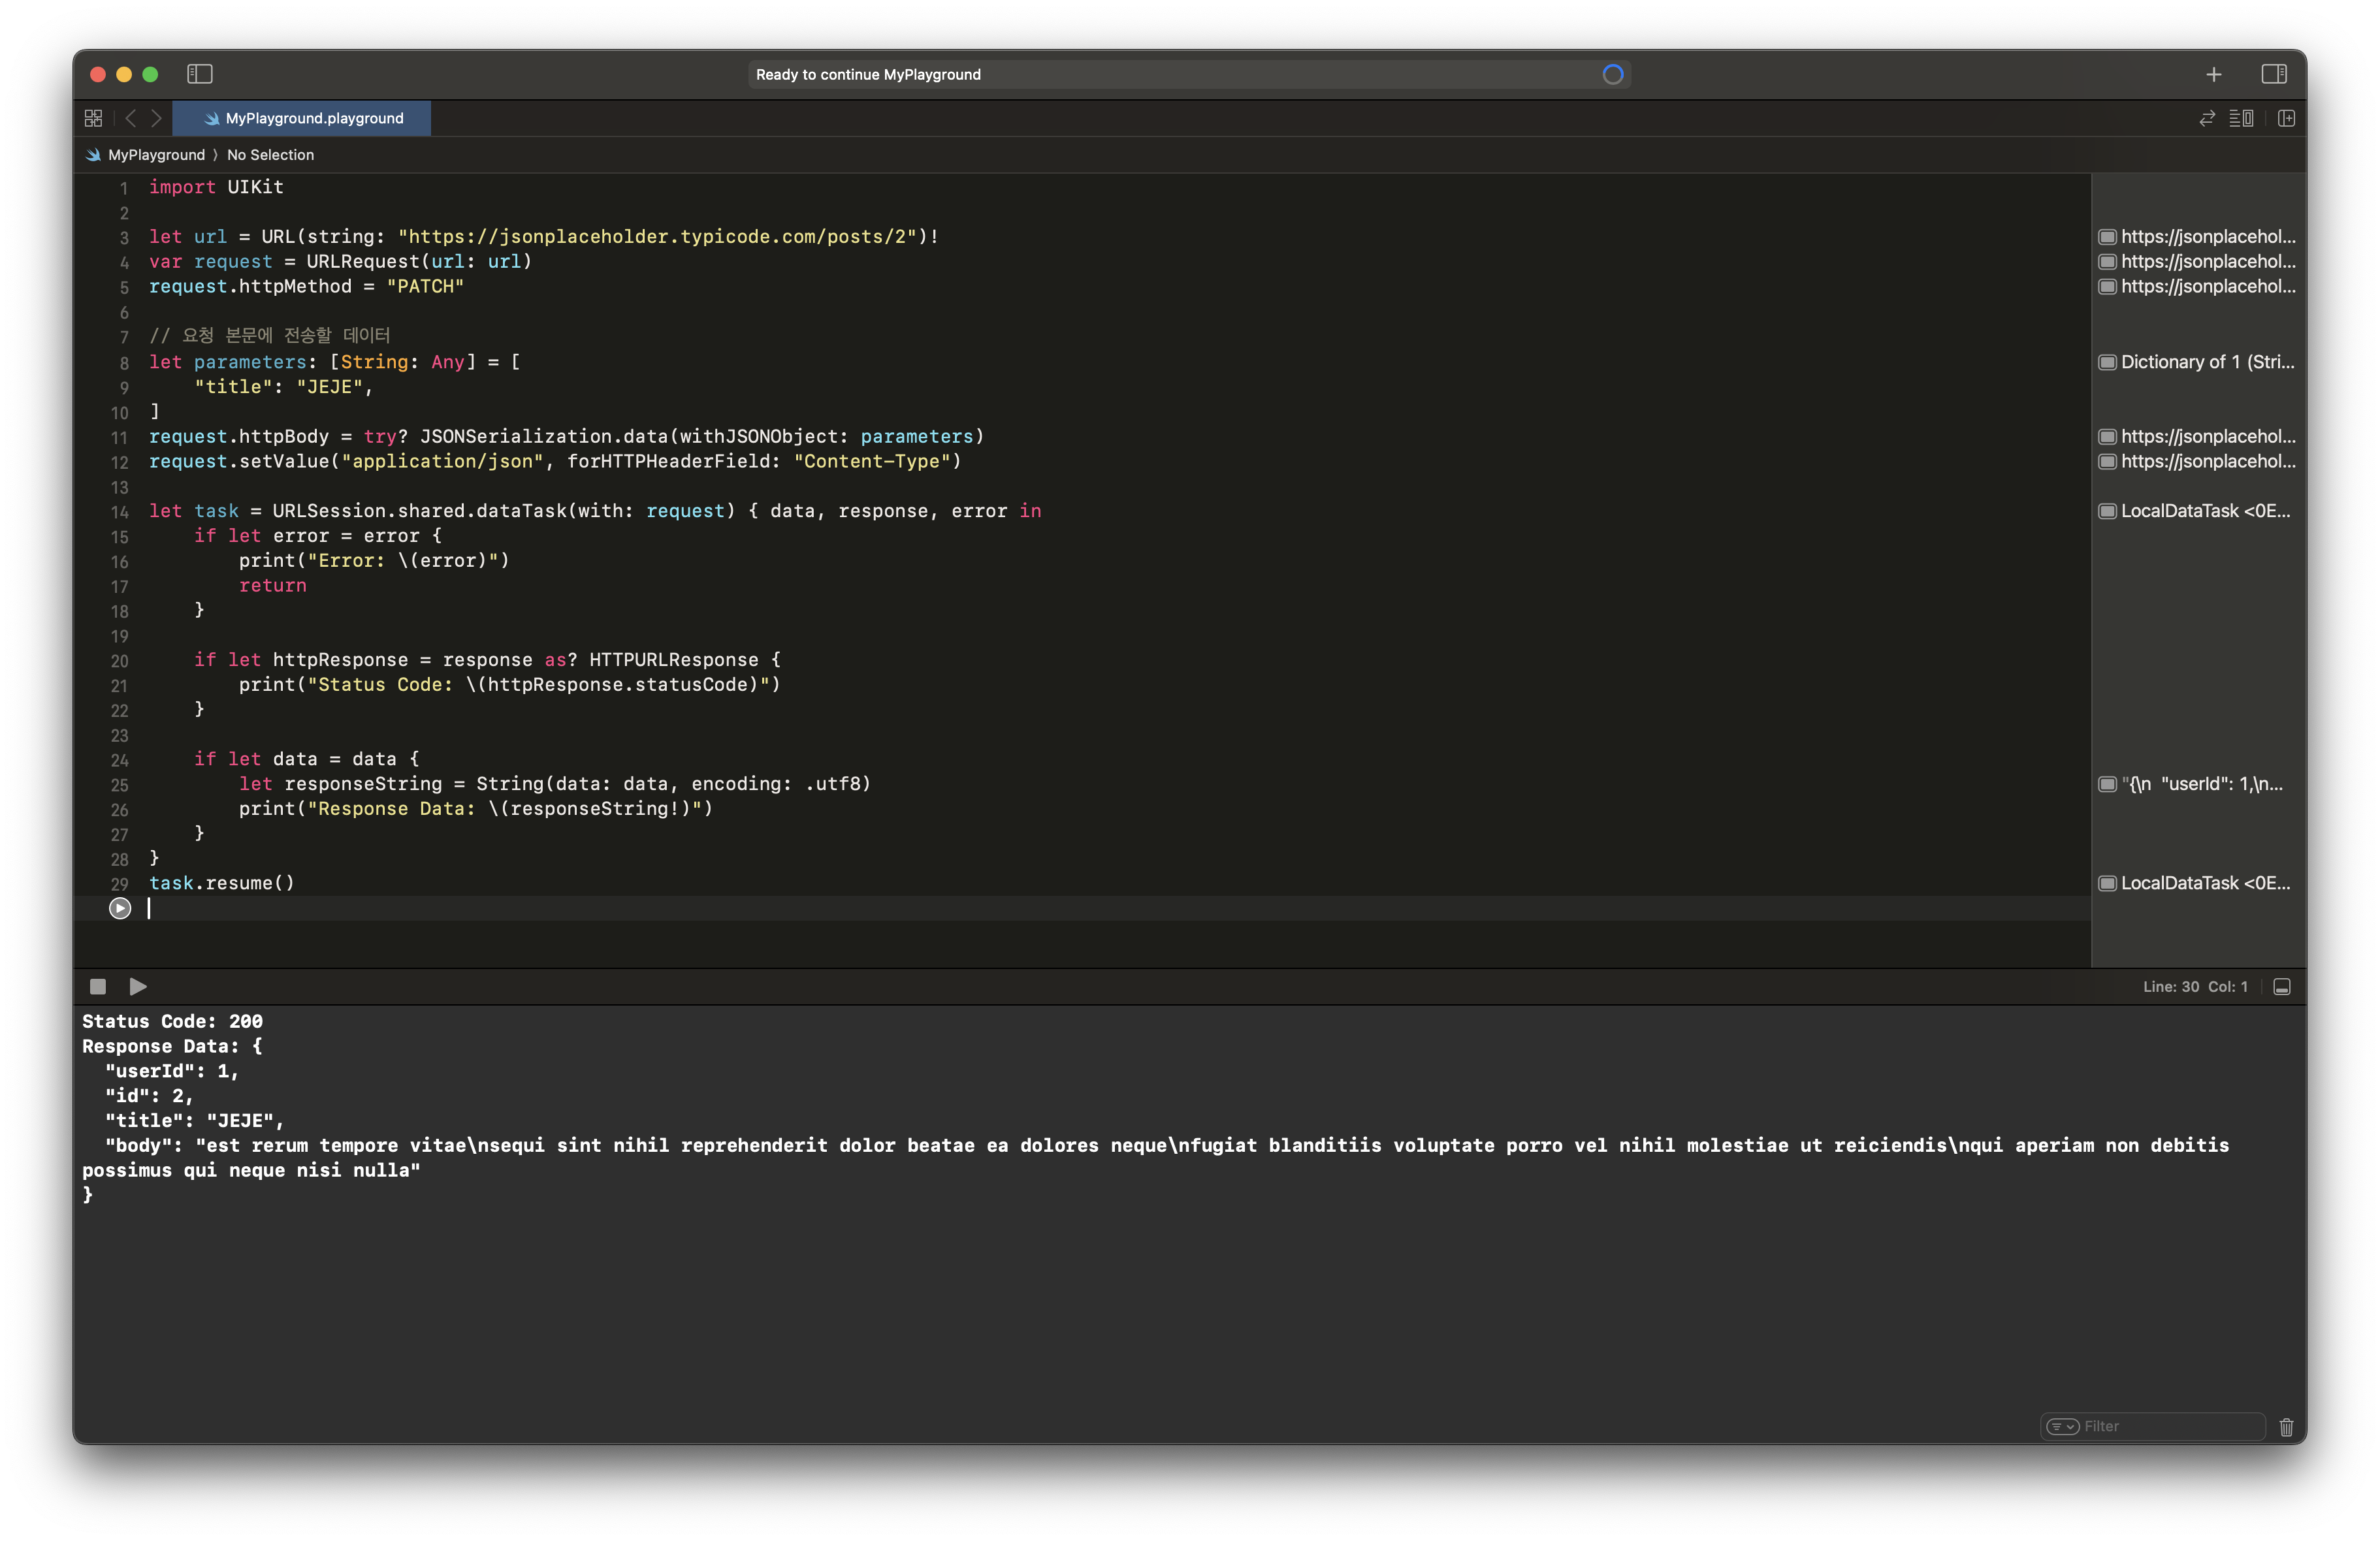 Ready to continue MyPlayground
MyPlayground.playground
MyPlayground 〉 No Selection
1 import UIKit
2
3 let url = URL(string: "https://jsonplaceholder.typicode.com/posts/2")!
https://jsonplacehol...
4 var request = URLRequest(url: url)
https://jsonplacehol...
5 request.httpMethod = "PATCH"
https://jsonplacehol...
6
7 // 요청 본문에 전송할 데이터
8 let parameters: [String: Any] = [
Dictionary of 1 (Stri...
9     "title": "JEJE",
10 ]
11 request.httpBody = try? JSONSerialization.data(withJSONObject: parameters)
https://jsonplacehol...
12 request.setValue("application/json", forHTTPHeaderField: "Content-Type")
https://jsonplacehol...
13
14 let task = URLSession.shared.dataTask(with: request) { data, response, error in
LocalDataTask <0E...
15     if let error = error {
16         print("Error: \(error)")
17         return
18     }
19
20     if let httpResponse = response as? HTTPURLResponse {
21         print("Status Code: \(httpResponse.statusCode)")
22     }
23
24     if let data = data {
25         let responseString = String(data: data, encoding: .utf8)
"{\n  "userId": 1,\n...
26         print("Response Data: \(responseString!)")
27     }
28 }
29 task.resume()
LocalDataTask <0E...
Line: 30 Col: 1
Status Code: 200
Response Data: {
  "userId": 1,
  "id": 2,
  "title": "JEJE",
  "body": "est rerum tempore vitae\nsequi sint nihil reprehenderit dolor beatae ea dolores neque\nfugiat blanditiis voluptate porro vel nihil molestiae ut reiciendis\nqui aperiam non debitis
possimus qui neque nisi nulla"
}
Filter